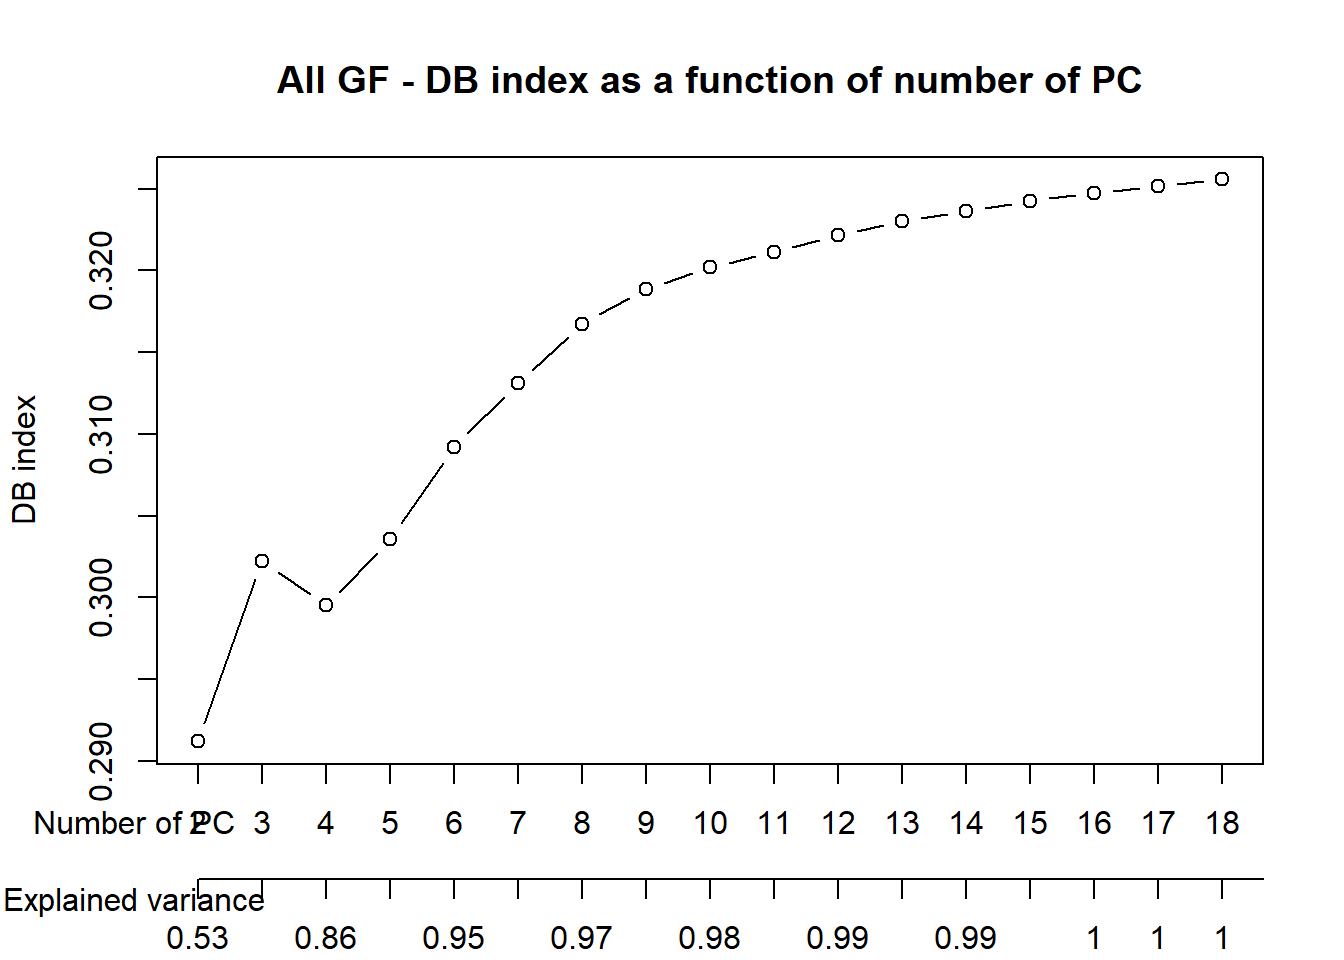 All GF - DB index as a function of number of PC
DB index
0.320
0.310
0.300
0.290
Number of PC 2 3 4 5 6 7 8 9 10 11 12 13 14 15 16 17 18
Explained variance
0.53 0.86 0.95 0.97 0.98 0.99 0.99 1 1 1